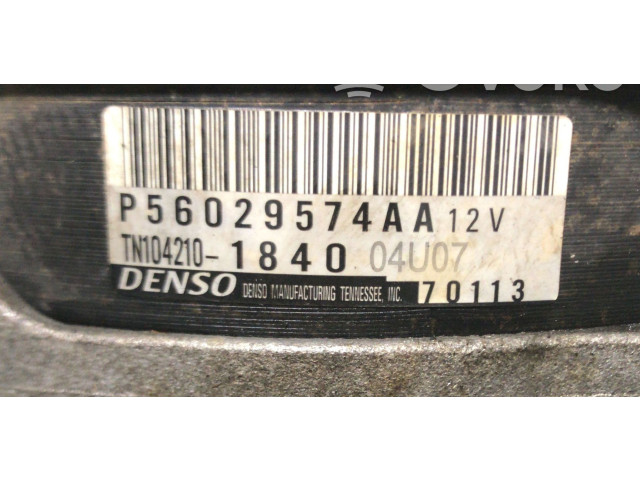 P56029574AA 12V
TN104210-1840 04U07
DENSO DENSO MANUFACTURING TENNESSEE, INC. 70113